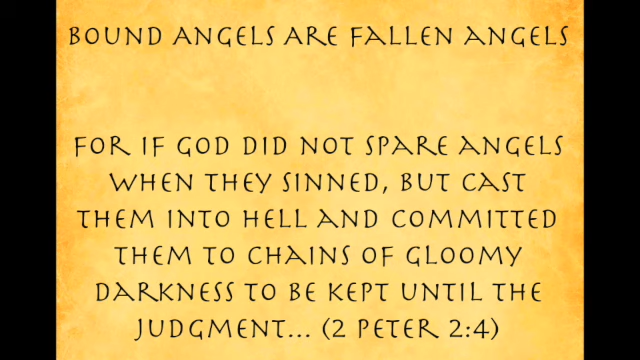 Bound Angels Are Fallen Angels
For if God did not spare angels
when they sinned, but cast
them into hell and committed
them to chains of gloomy
darkness to be kept until the
judgment... (2 Peter 2:4)